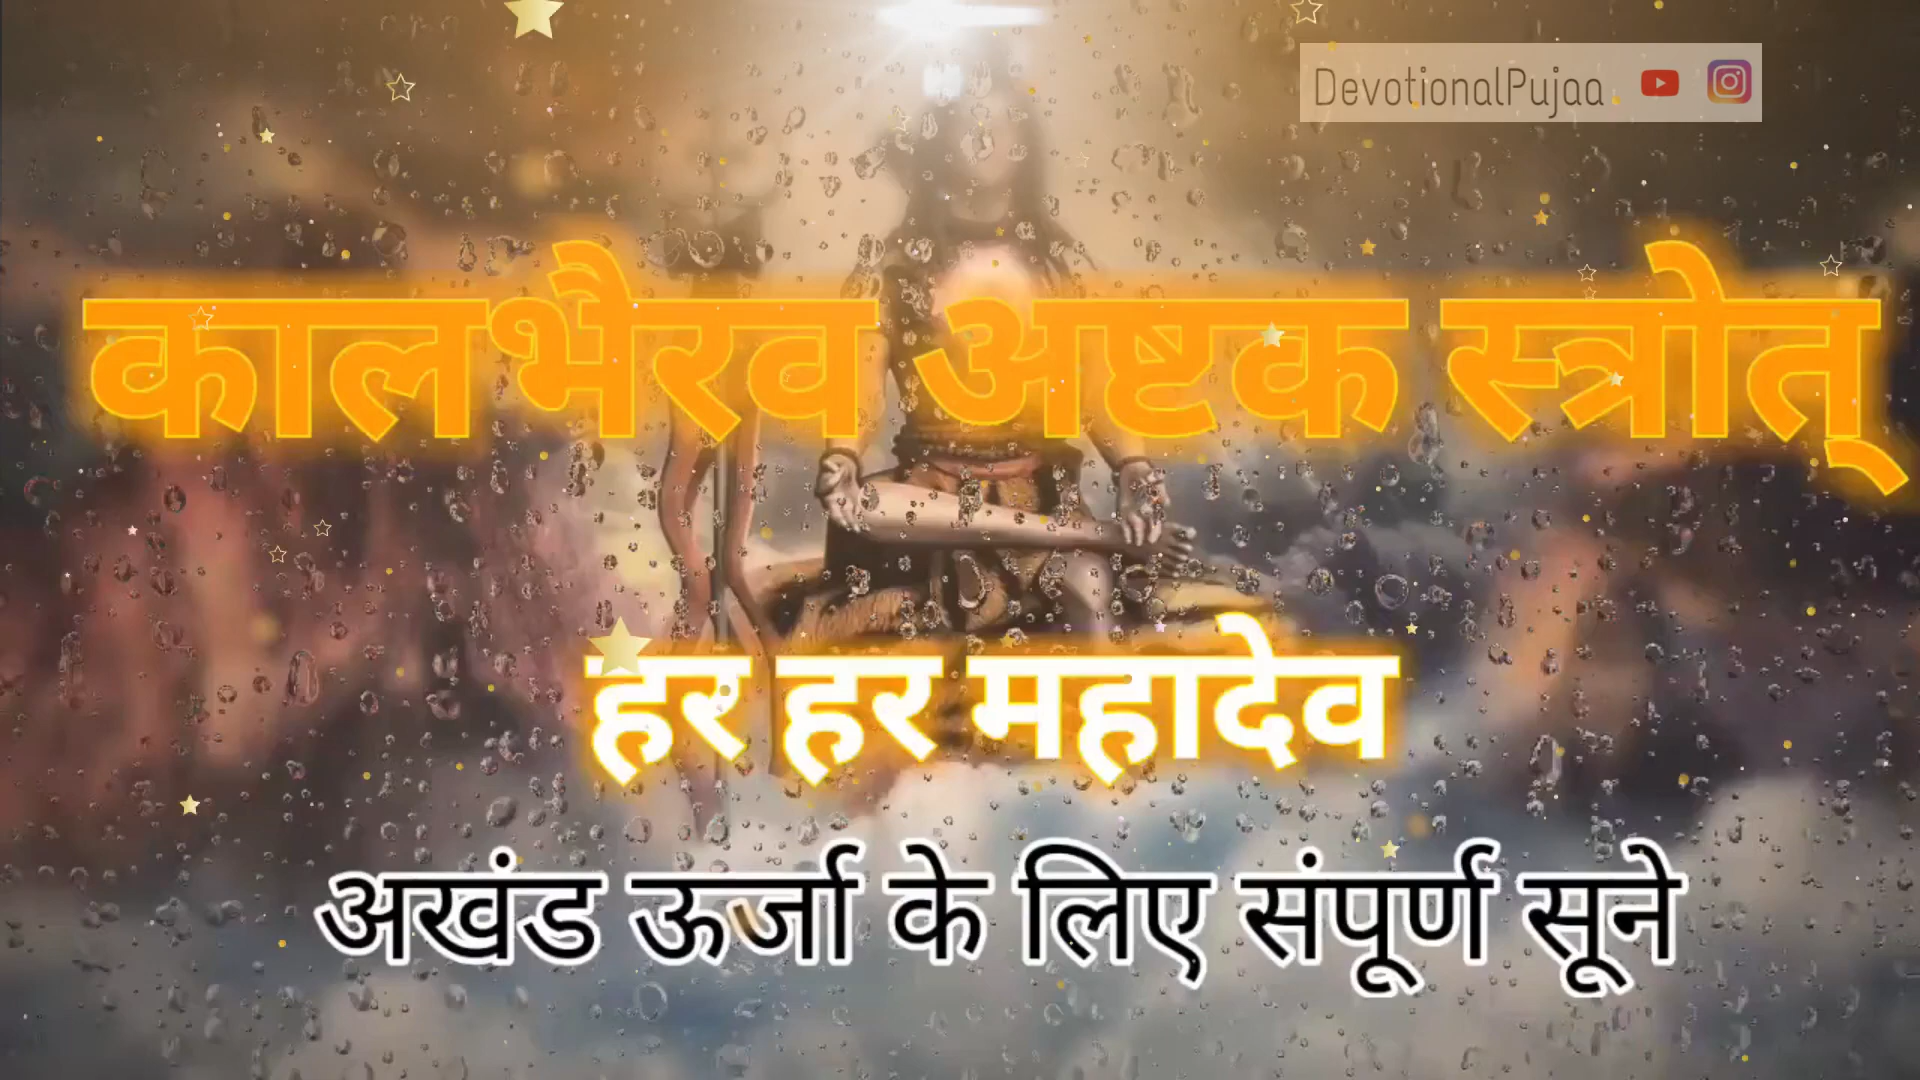 DevotionalPujaa
कालभैरव अष्टक स्त्रोत्
हर हर महादेव
अखंड ऊर्जा के लिए संपूर्ण सूने